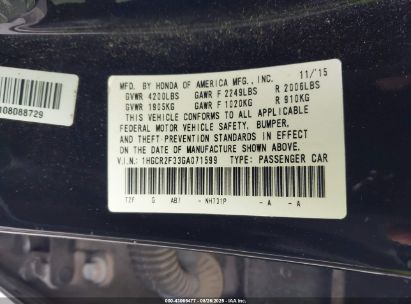 MFD. BY HONDA OF AMERICA MFG., INC. 11/15
GVWR 4200LBS GAWR F 2249LBS R 2006LBS
GVWR 1905KG GAWR F 1020KG R 910KG
THIS VEHICLE CONFORMS TO ALL APPLICABLE
FEDERAL MOTOR VEHICLE SAFETY, BUMPER,
AND THEFT PREVENTION STANDARDS IN EFFECT
ON THE DATE OF MANUFACTURE SHOWN ABOVE.
V.I.N: 1HGCR2F33GA071599 TYPE: PASSENGER CAR
T2F G AB7 - NH731P - A - A
108088729